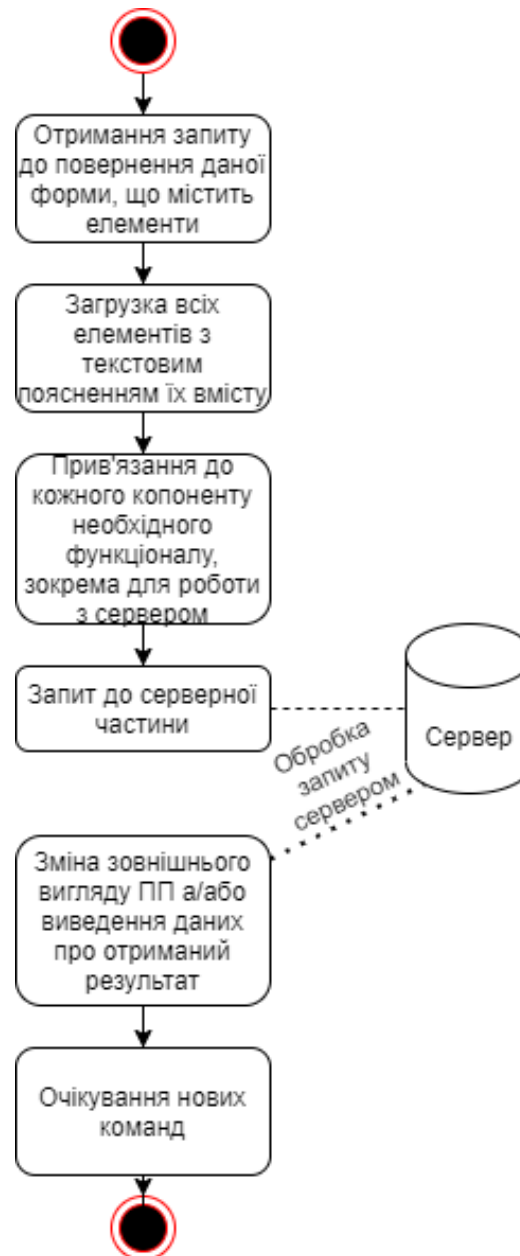 Отримання запиту
до повернення даної
форми, що містить
елементи
Загрузка всіх
елементів з
текстовим
поясненням їх вмісту
Прив'язання до
кожного копоненту
необхідного
функціоналу,
зокрема для роботи
з сервером
Запит до серверної
частини
Сервер
Обробка
запиту
сервером
Зміна зовнішнього
вигляду ПП а/або
виведення даних
про отриманий
результат
Очікування нових
команд